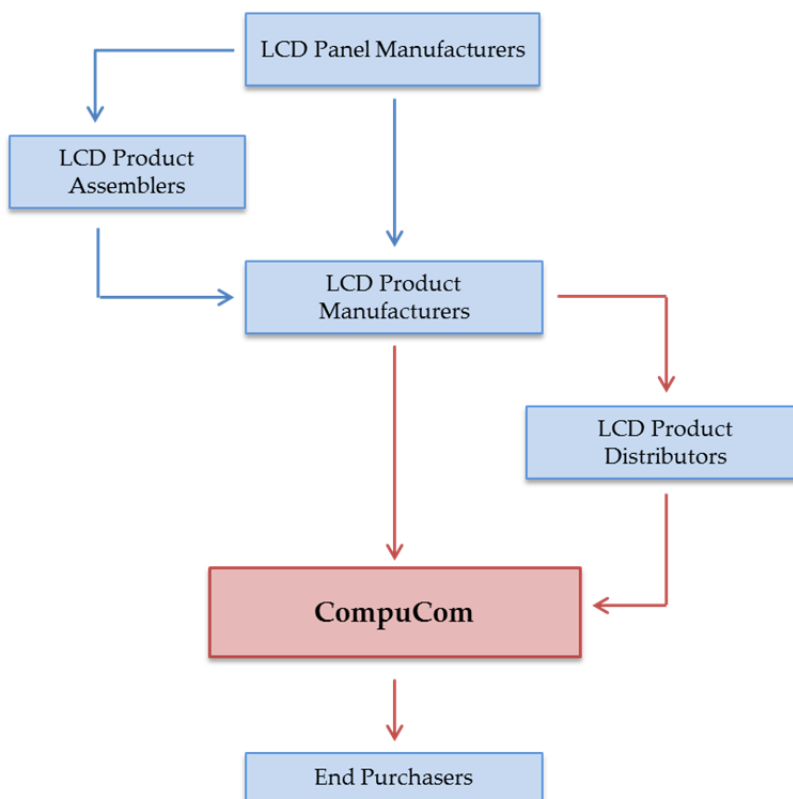 LCD Panel Manufacturers
LCD Product
Assemblers
LCD Product
Manufacturers
LCD Product
Distributors
CompuCom
End Purchasers